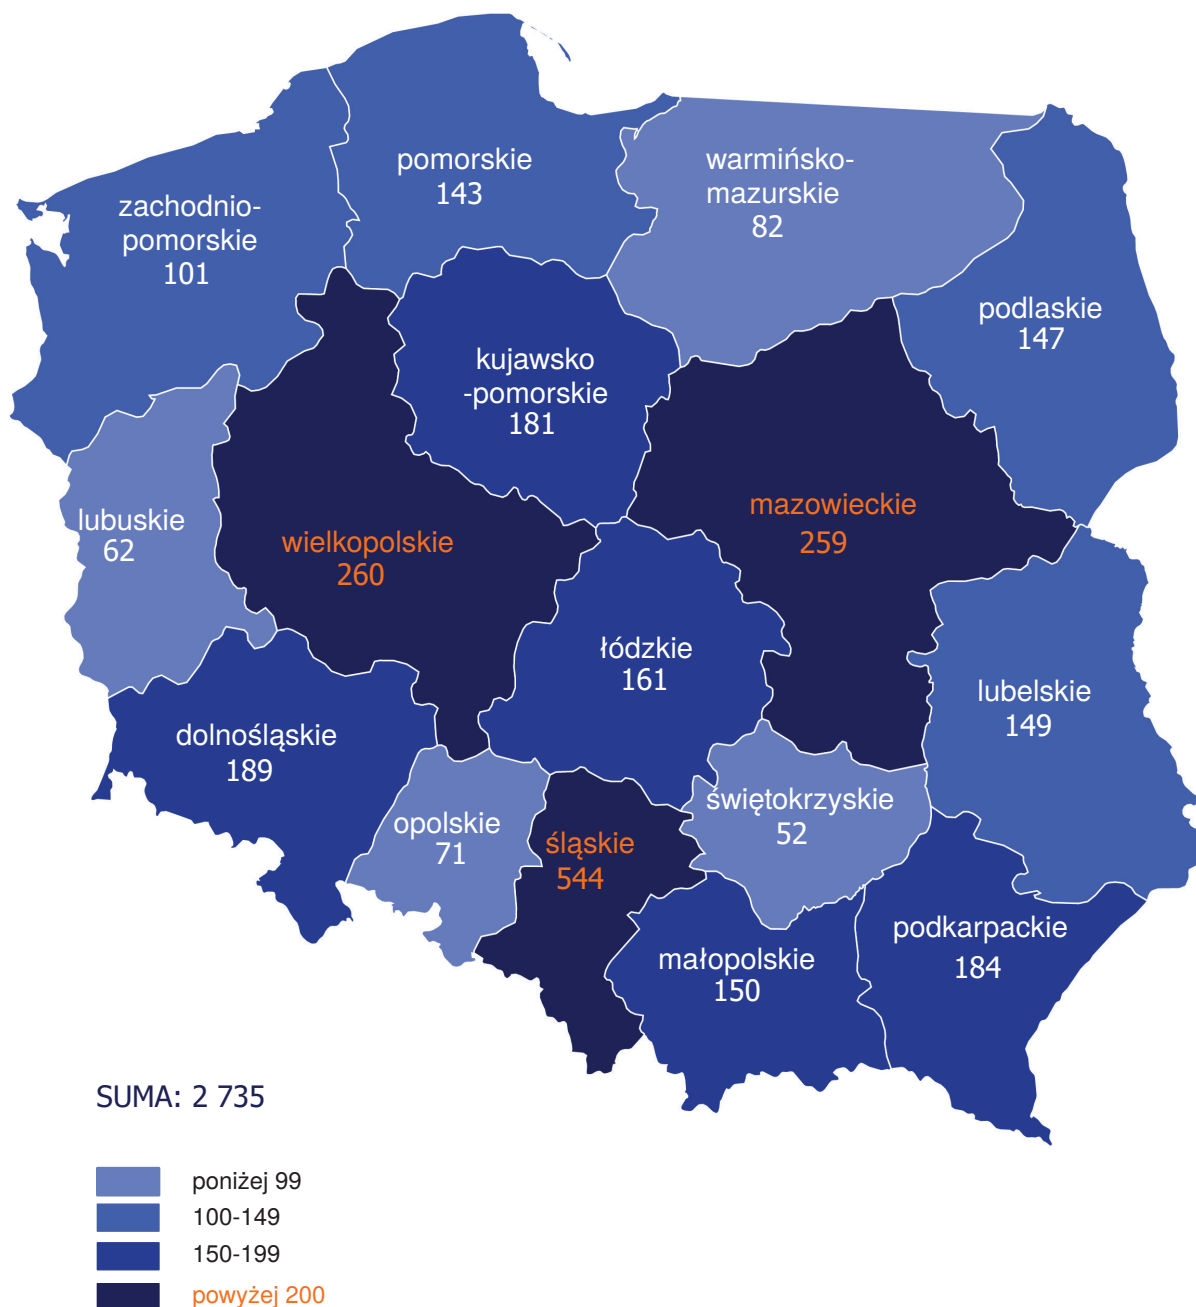 pomorskie
143
warmińsko-
mazurskie
82
zachodnio-
pomorskie
101
podlaskie
147
kujawsko
-pomorskie
181
lubuskie
62
wielkopolskie
260
mazowieckie
259
łódzkie
161
lubelskie
149
dolnośląskie
189
opolskie
71
śląskie
544
świętokrzyskie
52
małopolskie
150
podkarpackie
184
SUMA: 2 735
poniżej 99
100-149
150-199
powyżej 200